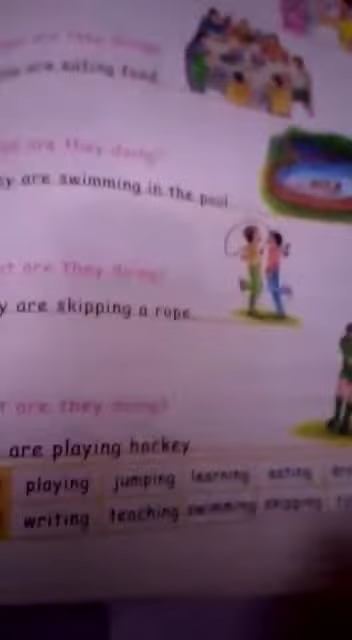 are they doing?
are eating food
are they doing?
are swimming in the pool
are They doing?
are skipping a rope
are they doing?
are playing hockey
playing jumping learning eating
writing teaching swimming skipping